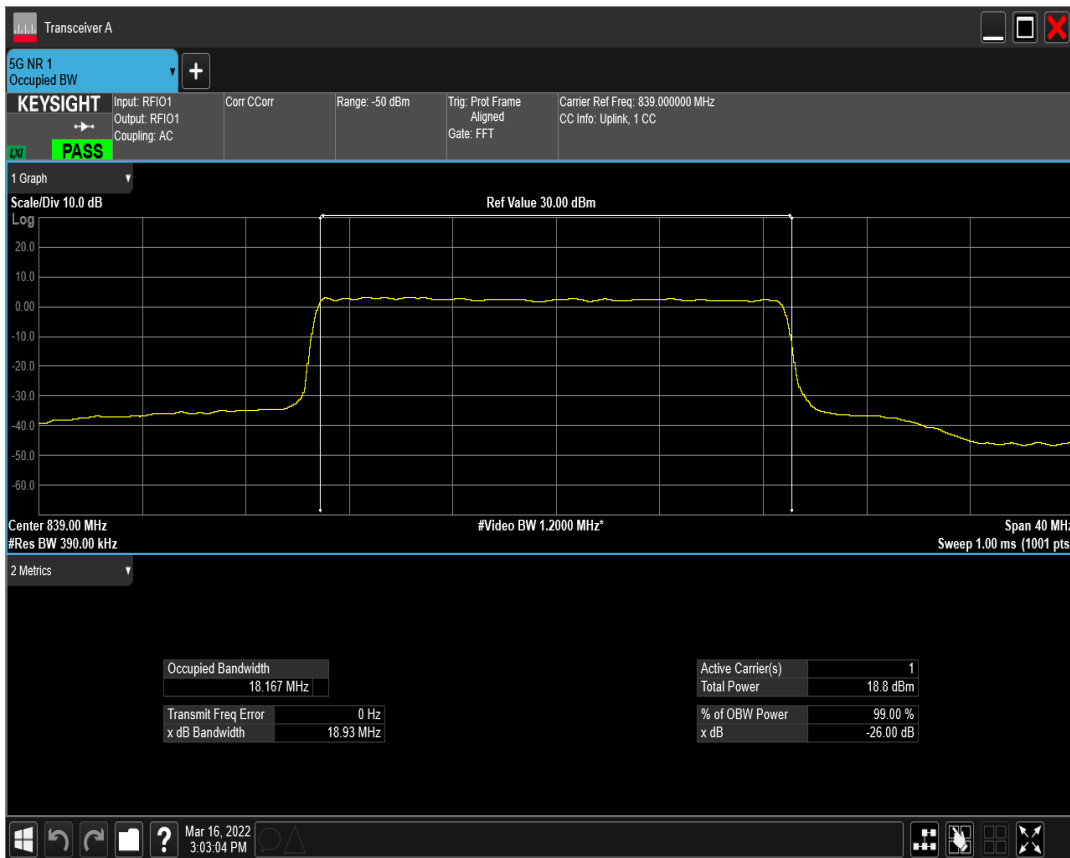 Transceiver A
5G NR 1
Occupied BW
+
KEYSIGHT
LXI
PASS
Input: RFIO1
Output: RFIO1
Coupling: AC
Corr CCorr
Range: -50 dBm
Trig: Prot Frame
Aligned
Gate: FFT
Carrier Ref Freq: 839.000000 MHz
CC Info: Uplink, 1 CC
1 Graph
Scale/Div 10.0 dB
Ref Value 30.00 dBm
Log
20.0
10.0
0.00
-10.0
-20.0
-30.0
-40.0
-50.0
-60.0
Center 839.00 MHz
#Video BW 1.2000 MHz*
Span 40 MHz
#Res BW 390.00 kHz
Sweep 1.00 ms (1001 pts
2 Metrics
Occupied Bandwidth
18.167 MHz
Transmit Freq Error 0 Hz
x dB Bandwidth 18.93 MHz
Active Carrier(s) 1
Total Power 18.8 dBm
% of OBW Power 99.00 %
x dB -26.00 dB
?
Mar 16, 2022
3:03:04 PM